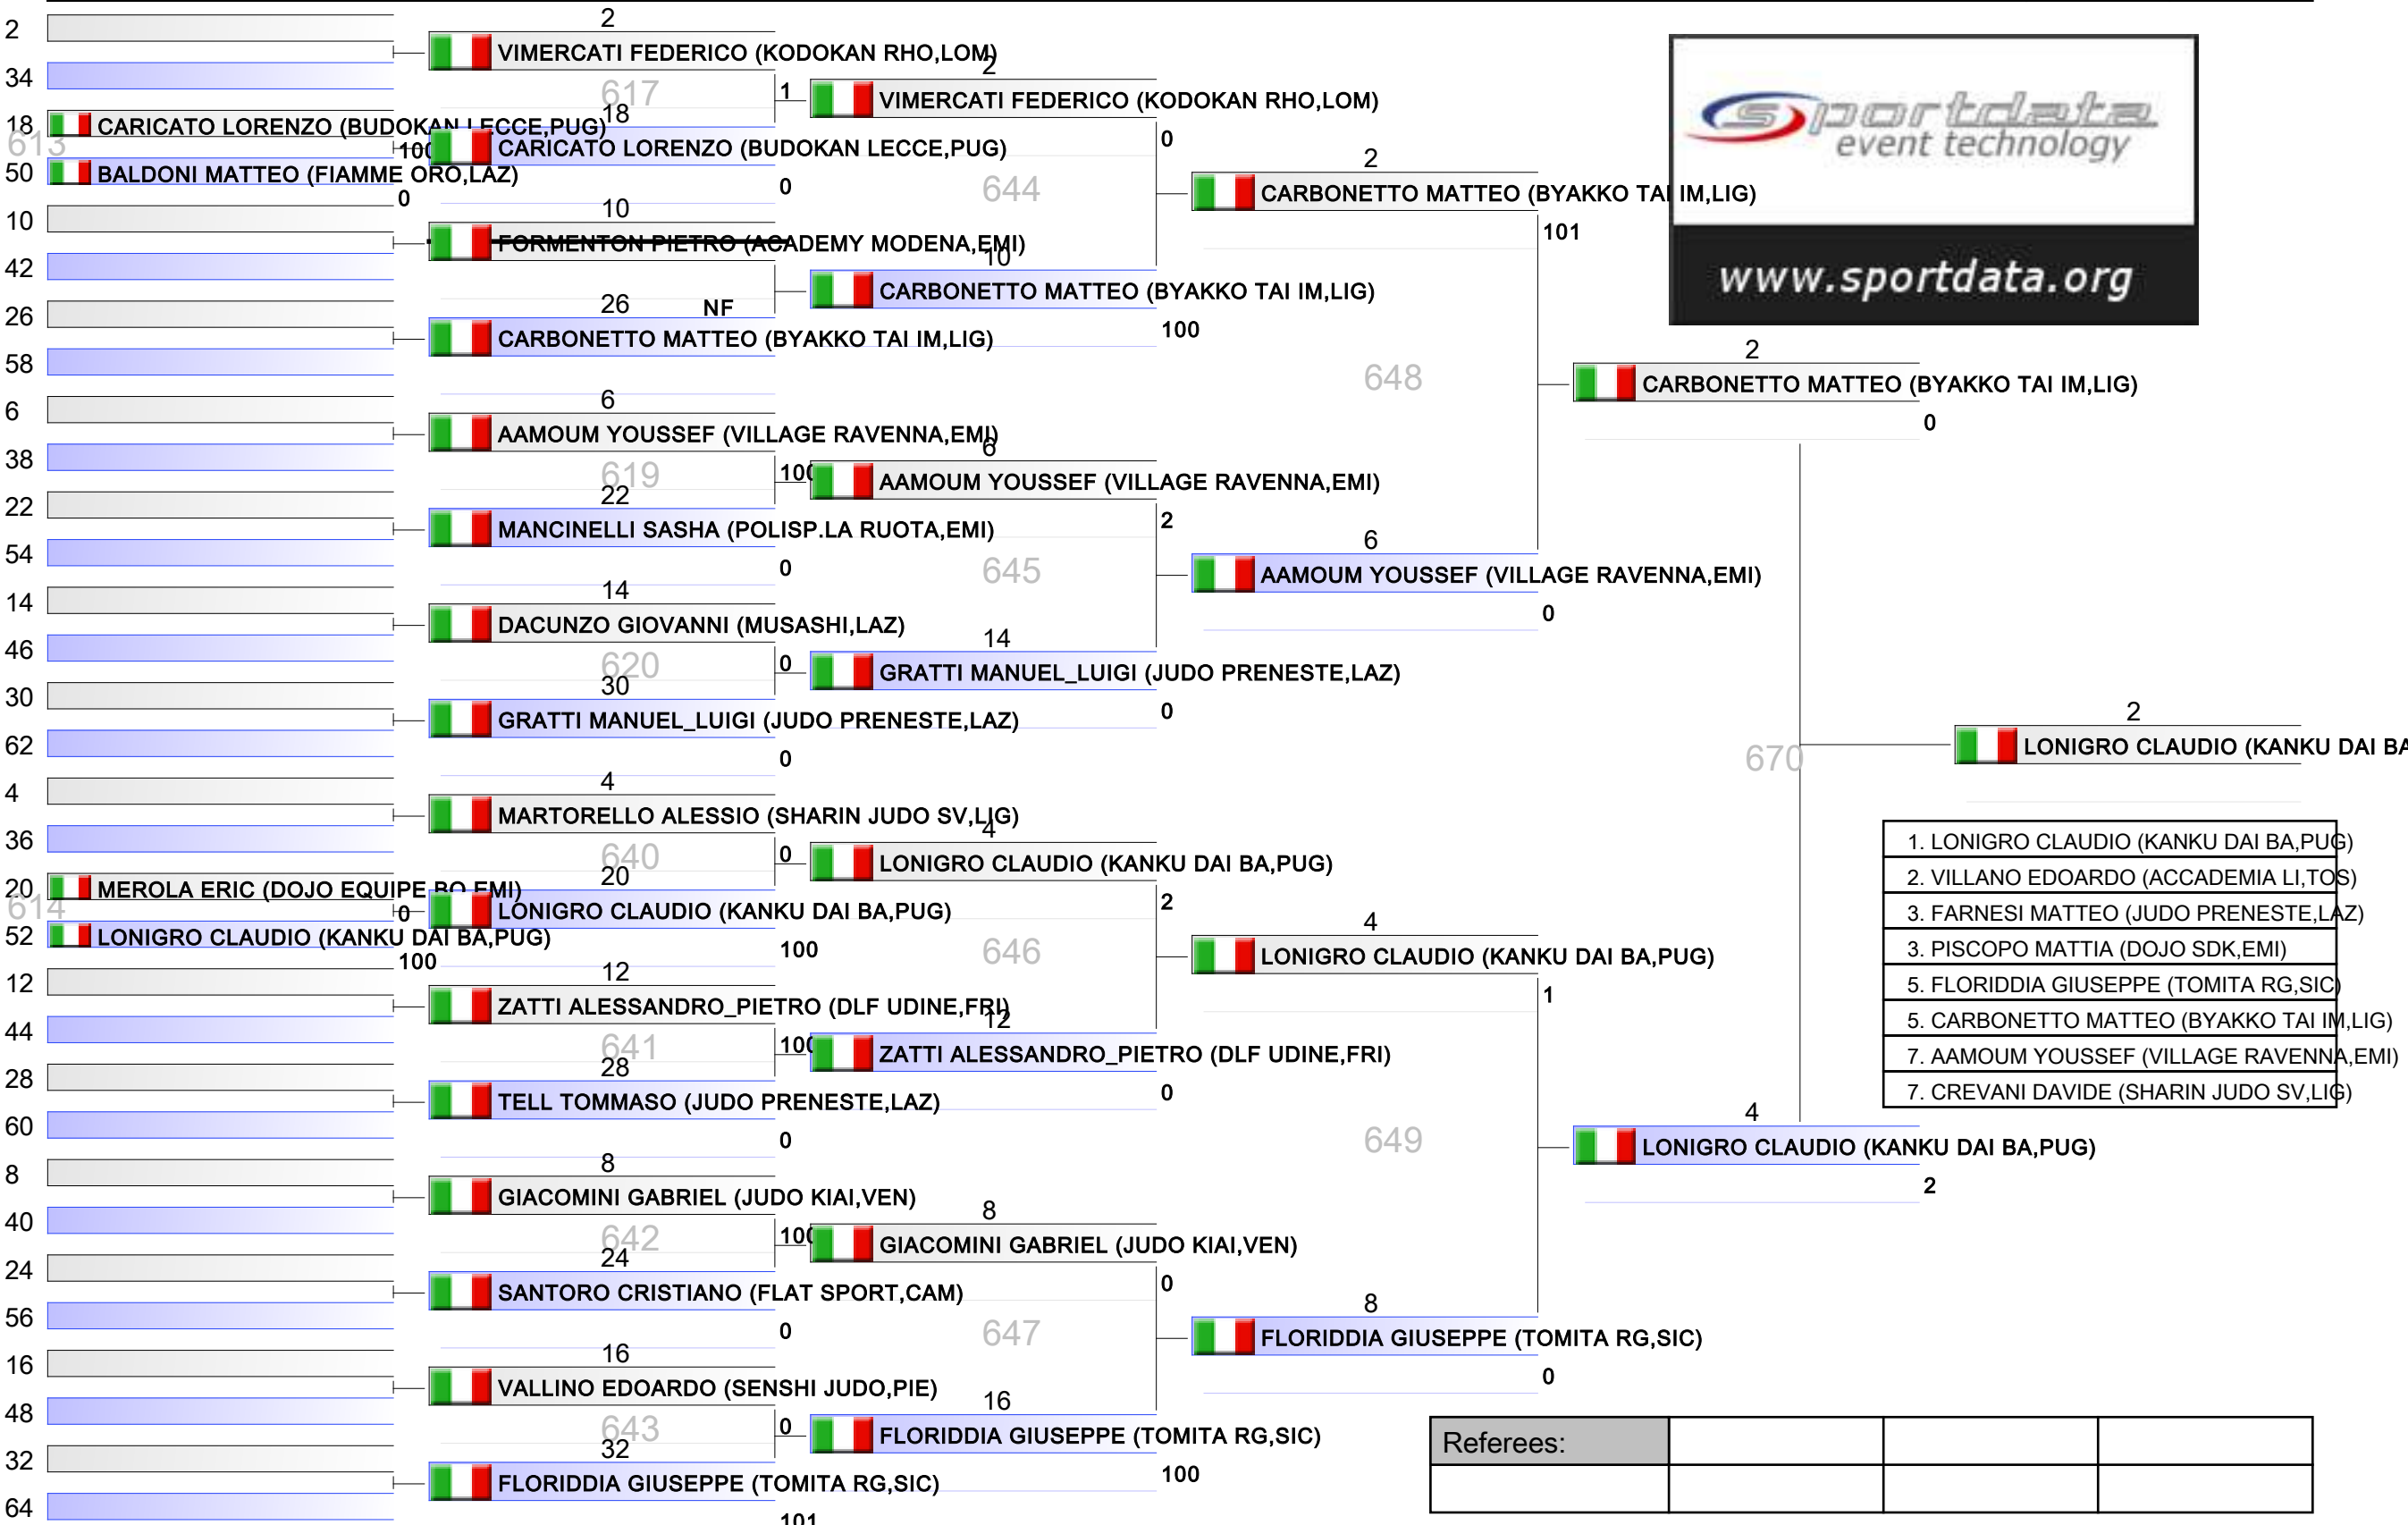 2
34
18 CARICATO LORENZO (BUDOKAN LECCE,PUG)
613
100
50 BALDONI MATTEO (FIAMME ORO,LAZ)
0
10
42
26
58
6
38
22
54
14
46
30
62
4
36
20 MEROLA ERIC (DOJO EQUIPE BO,EMI)
614
0
52 LONIGRO CLAUDIO (KANKU DAI BA,PUG)
100
12
44
28
60
8
40
24
56
16
48
32
64
2
VIMERCATI FEDERICO (KODOKAN RHO,LOM)
617
1
18
CARICATO LORENZO (BUDOKAN LECCE,PUG)
0
10
FORMENTON PIETRO (ACADEMY MODENA,EMI)
26
NF
CARBONETTO MATTEO (BYAKKO TAI IM,LIG)
6
AAMOUM YOUSSEF (VILLAGE RAVENNA,EMI)
619
100
22
MANCINELLI SASHA (POLISP.LA RUOTA,EMI)
0
14
DACUNZO GIOVANNI (MUSASHI,LAZ)
620
0
30
GRATTI MANUEL_LUIGI (JUDO PRENESTE,LAZ)
0
4
MARTORELLO ALESSIO (SHARIN JUDO SV,LIG)
640
0
20
LONIGRO CLAUDIO (KANKU DAI BA,PUG)
100
12
ZATTI ALESSANDRO_PIETRO (DLF UDINE,FRI)
641
100
28
TELL TOMMASO (JUDO PRENESTE,LAZ)
0
8
GIACOMINI GABRIEL (JUDO KIAI,VEN)
642
100
24
SANTORO CRISTIANO (FLAT SPORT,CAM)
0
16
VALLINO EDOARDO (SENSHI JUDO,PIE)
643
0
32
FLORIDDIA GIUSEPPE (TOMITA RG,SIC)
101
2
VIMERCATI FEDERICO (KODOKAN RHO,LOM)
0
644
10
CARBONETTO MATTEO (BYAKKO TAI IM,LIG)
100
6
AAMOUM YOUSSEF (VILLAGE RAVENNA,EMI)
2
645
14
GRATTI MANUEL_LUIGI (JUDO PRENESTE,LAZ)
0
4
LONIGRO CLAUDIO (KANKU DAI BA,PUG)
2
646
12
ZATTI ALESSANDRO_PIETRO (DLF UDINE,FRI)
0
8
GIACOMINI GABRIEL (JUDO KIAI,VEN)
0
647
16
FLORIDDIA GIUSEPPE (TOMITA RG,SIC)
100
2
CARBONETTO MATTEO (BYAKKO TAI IM,LIG)
101
648
6
AAMOUM YOUSSEF (VILLAGE RAVENNA,EMI)
0
4
LONIGRO CLAUDIO (KANKU DAI BA,PUG)
1
649
8
FLORIDDIA GIUSEPPE (TOMITA RG,SIC)
0
sportdata
event technology
www.sportdata.org
2
CARBONETTO MATTEO (BYAKKO TAI IM,LIG)
0
670
4
LONIGRO CLAUDIO (KANKU DAI BA,PUG)
2
2
LONIGRO CLAUDIO (KANKU DAI BA
1. LONIGRO CLAUDIO (KANKU DAI BA,PUG)
2. VILLANO EDOARDO (ACCADEMIA LI,TOS)
3. FARNESI MATTEO (JUDO PRENESTE,LAZ)
3. PISCOPO MATTIA (DOJO SDK,EMI)
5. FLORIDDIA GIUSEPPE (TOMITA RG,SIC)
5. CARBONETTO MATTEO (BYAKKO TAI IM,LIG)
7. AAMOUM YOUSSEF (VILLAGE RAVENNA,EMI)
7. CREVANI DAVIDE (SHARIN JUDO SV,LIG)
Referees: